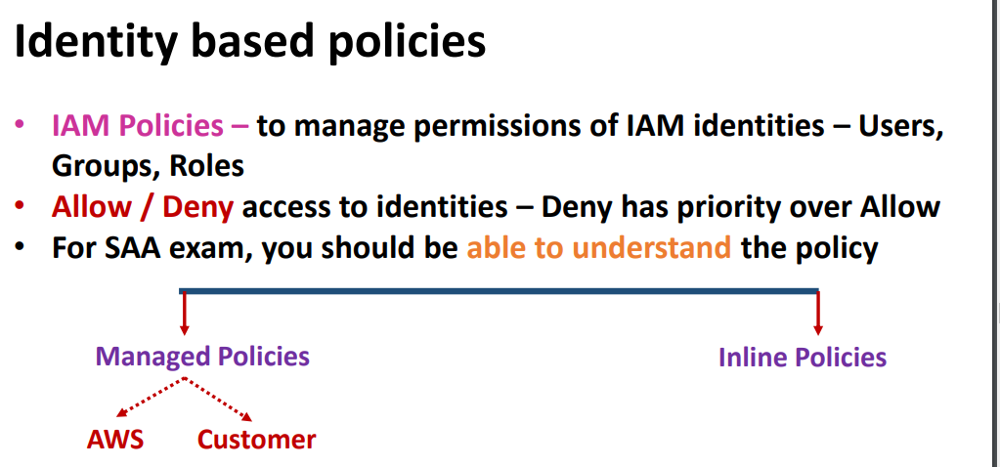 Identity based policies
• IAM Policies – to manage permissions of IAM identities – Users,
Groups, Roles
• Allow / Deny access to identities – Deny has priority over Allow
• For SAA exam, you should be able to understand the policy
Managed Policies
Inline Policies
AWS
Customer